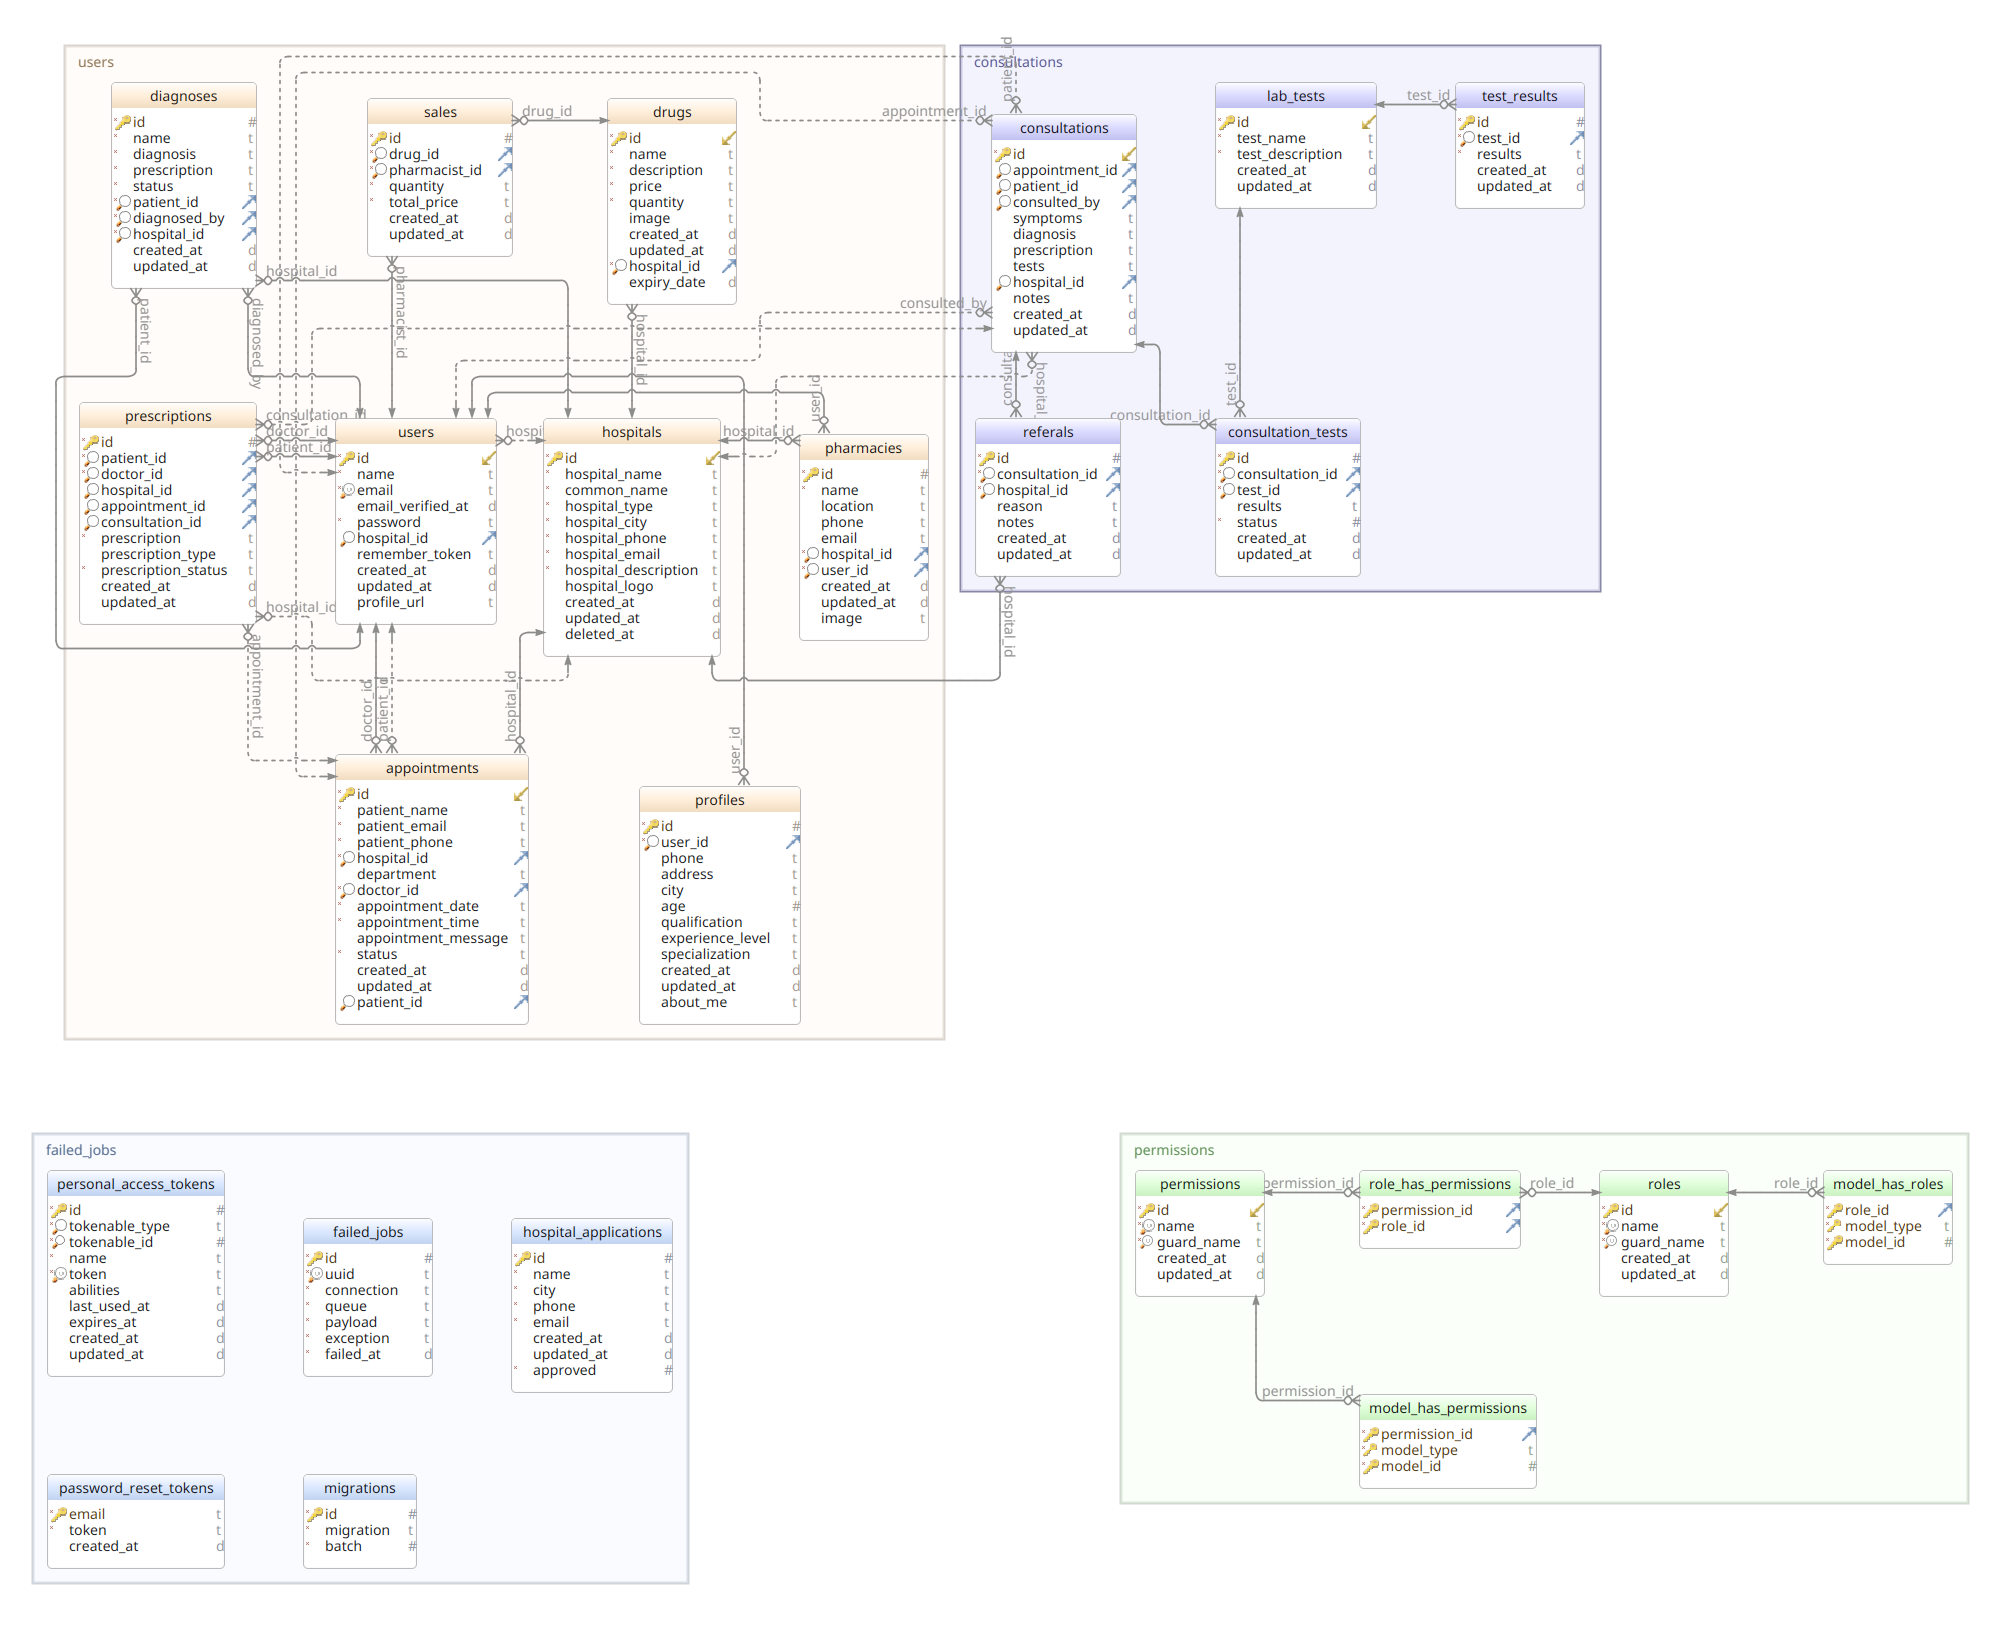 users
diagnoses
id #
name t
diagnosis t
prescription t
status t
patient_id
diagnosed_by
hospital_id
created_at d
updated_at d
sales
id #
drug_id
pharmacist_id
quantity t
total_price t
created_at d
updated_at d
drug_id
drugs
id
name t
description t
price t
quantity t
image t
created_at d
updated_at d
hospital_id
expiry_date d
hospital_id
patient_id
diagnosed_by
pharmacist_id
hospital_id
prescriptions
id #
patient_id
doctor_id
hospital_id
appointment_id
consultation_id
prescription t
prescription_type t
prescription_status t
created_at d
updated_at d
consultation_id
doctor_id
patient_id
hospital_id
appointment_id
users
id
name t
email t
email_verified_at d
password t
hospital_id
remember_token t
created_at d
updated_at d
profile_url t
hospi
hospitals
id
hospital_name t
common_name t
hospital_type t
hospital_city t
hospital_phone t
hospital_email t
hospital_description t
hospital_logo t
created_at d
updated_at d
deleted_at d
hospital_id
user_id
pharmacies
id #
name t
location t
phone t
email t
hospital_id
user_id
created_at d
updated_at d
image t
doctor_id
patient_id
hospital_id
user_id
appointments
id
patient_name t
patient_email t
patient_phone t
hospital_id
department t
doctor_id
appointment_date t
appointment_time t
appointment_message t
status t
created_at d
updated_at d
patient_id
profiles
id #
user_id
phone t
address t
city t
age #
qualification t
experience_level t
specialization t
created_at d
updated_at d
about_me t
consultations
patient_id
appointment_id
consulted_by
consultations
id
appointment_id
patient_id
consulted_by
symptoms t
diagnosis t
prescription t
tests t
hospital_id
notes t
created_at d
updated_at d
lab_tests
id
test_name t
test_description t
created_at d
updated_at d
test_id
test_results
id #
test_id
results t
created_at d
updated_at d
consulta
hospital_
test_id
consultation_id
referals
id #
consultation_id
hospital_id
reason t
notes t
created_at d
updated_at d
hospital_id
consultation_tests
id #
consultation_id
test_id
results t
status #
created_at d
updated_at d
failed_jobs
personal_access_tokens
id #
tokenable_type t
tokenable_id #
name t
token t
abilities t
last_used_at d
expires_at d
created_at d
updated_at d
failed_jobs
id #
uuid t
connection t
queue t
payload t
exception t
failed_at d
hospital_applications
id #
name t
city t
phone t
email t
created_at d
updated_at d
approved #
password_reset_tokens
email t
token t
created_at d
migrations
id #
migration t
batch #
permissions
permissions
id
name t
guard_name t
created_at d
updated_at d
permission_id
role_has_permissions
permission_id
role_id
role_id
roles
id
name t
guard_name t
created_at d
updated_at d
role_id
model_has_roles
role_id
model_type t
model_id #
permission_id
model_has_permissions
permission_id
model_type t
model_id #